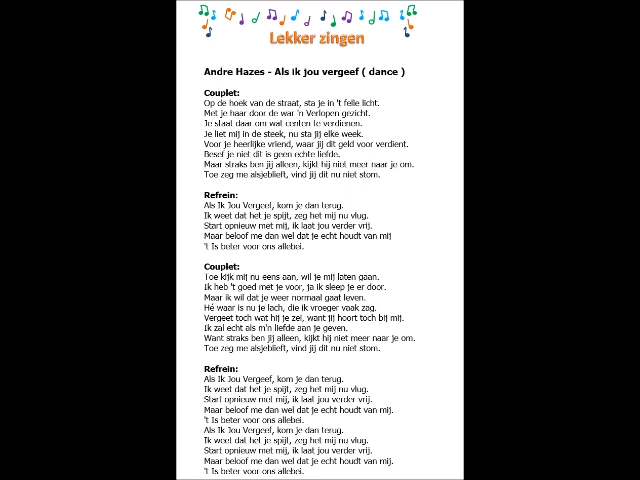 Lekker zingen
Andre Hazes - Als ik jou vergeef ( dance )
Couplet:
Op de hoek van de straat, sta je in 't felle licht.
Met je haar door de war 'n Verlopen gezicht.
Je staat daar om wat centen te verdienen.
Je liet mij in de steek, nu sta jij elke week.
Voor je heerlijke vriend, waar jij dit geld voor verdient.
Besef je niet dit is geen echte liefde.
Maar straks ben jij alleen, kijkt hij niet meer naar je om.
Toe zeg me alsjeblieft, vind jij dit nu niet stom.
Refrein:
Als Ik Jou Vergeef, kom je dan terug.
Ik weet dat het je spijt, zeg het mij nu vlug.
Start opnieuw met mij, ik laat jou verder vrij.
Maar beloof me dan wel dat je echt houdt van mij
't Is beter voor ons allebei.
Couplet:
Toe kijk mij nu eens aan, wil je mij laten gaan.
Ik heb 't goed met je voor, ja ik sleep je er door.
Maar ik wil dat je weer normaal gaat leven.
Hé waar is nu je lach, die ik vroeger vaak zag.
Vergeet toch wat hij je zei, want jij hoort toch bij mij.
Ik zal echt als m'n liefde aan je geven.
Want straks ben jij alleen, kijkt hij niet meer naar je om.
Toe zeg me alsjeblieft, vind jij dit nu niet stom.
Refrein:
Als Ik Jou Vergeef, kom je dan terug.
Ik weet dat het je spijt, zeg het mij nu vlug.
Start opnieuw met mij, ik laat jou verder vrij.
Maar beloof me dan wel dat je echt houdt van mij.
't Is beter voor ons allebei.
Als Ik Jou Vergeef, kom je dan terug.
Ik weet dat het je spijt, zeg het mij nu vlug.
Start opnieuw met mij, ik laat jou verder vrij.
Maar beloof me dan wel dat je echt houdt van mij.
't Is beter voor ons allebei.